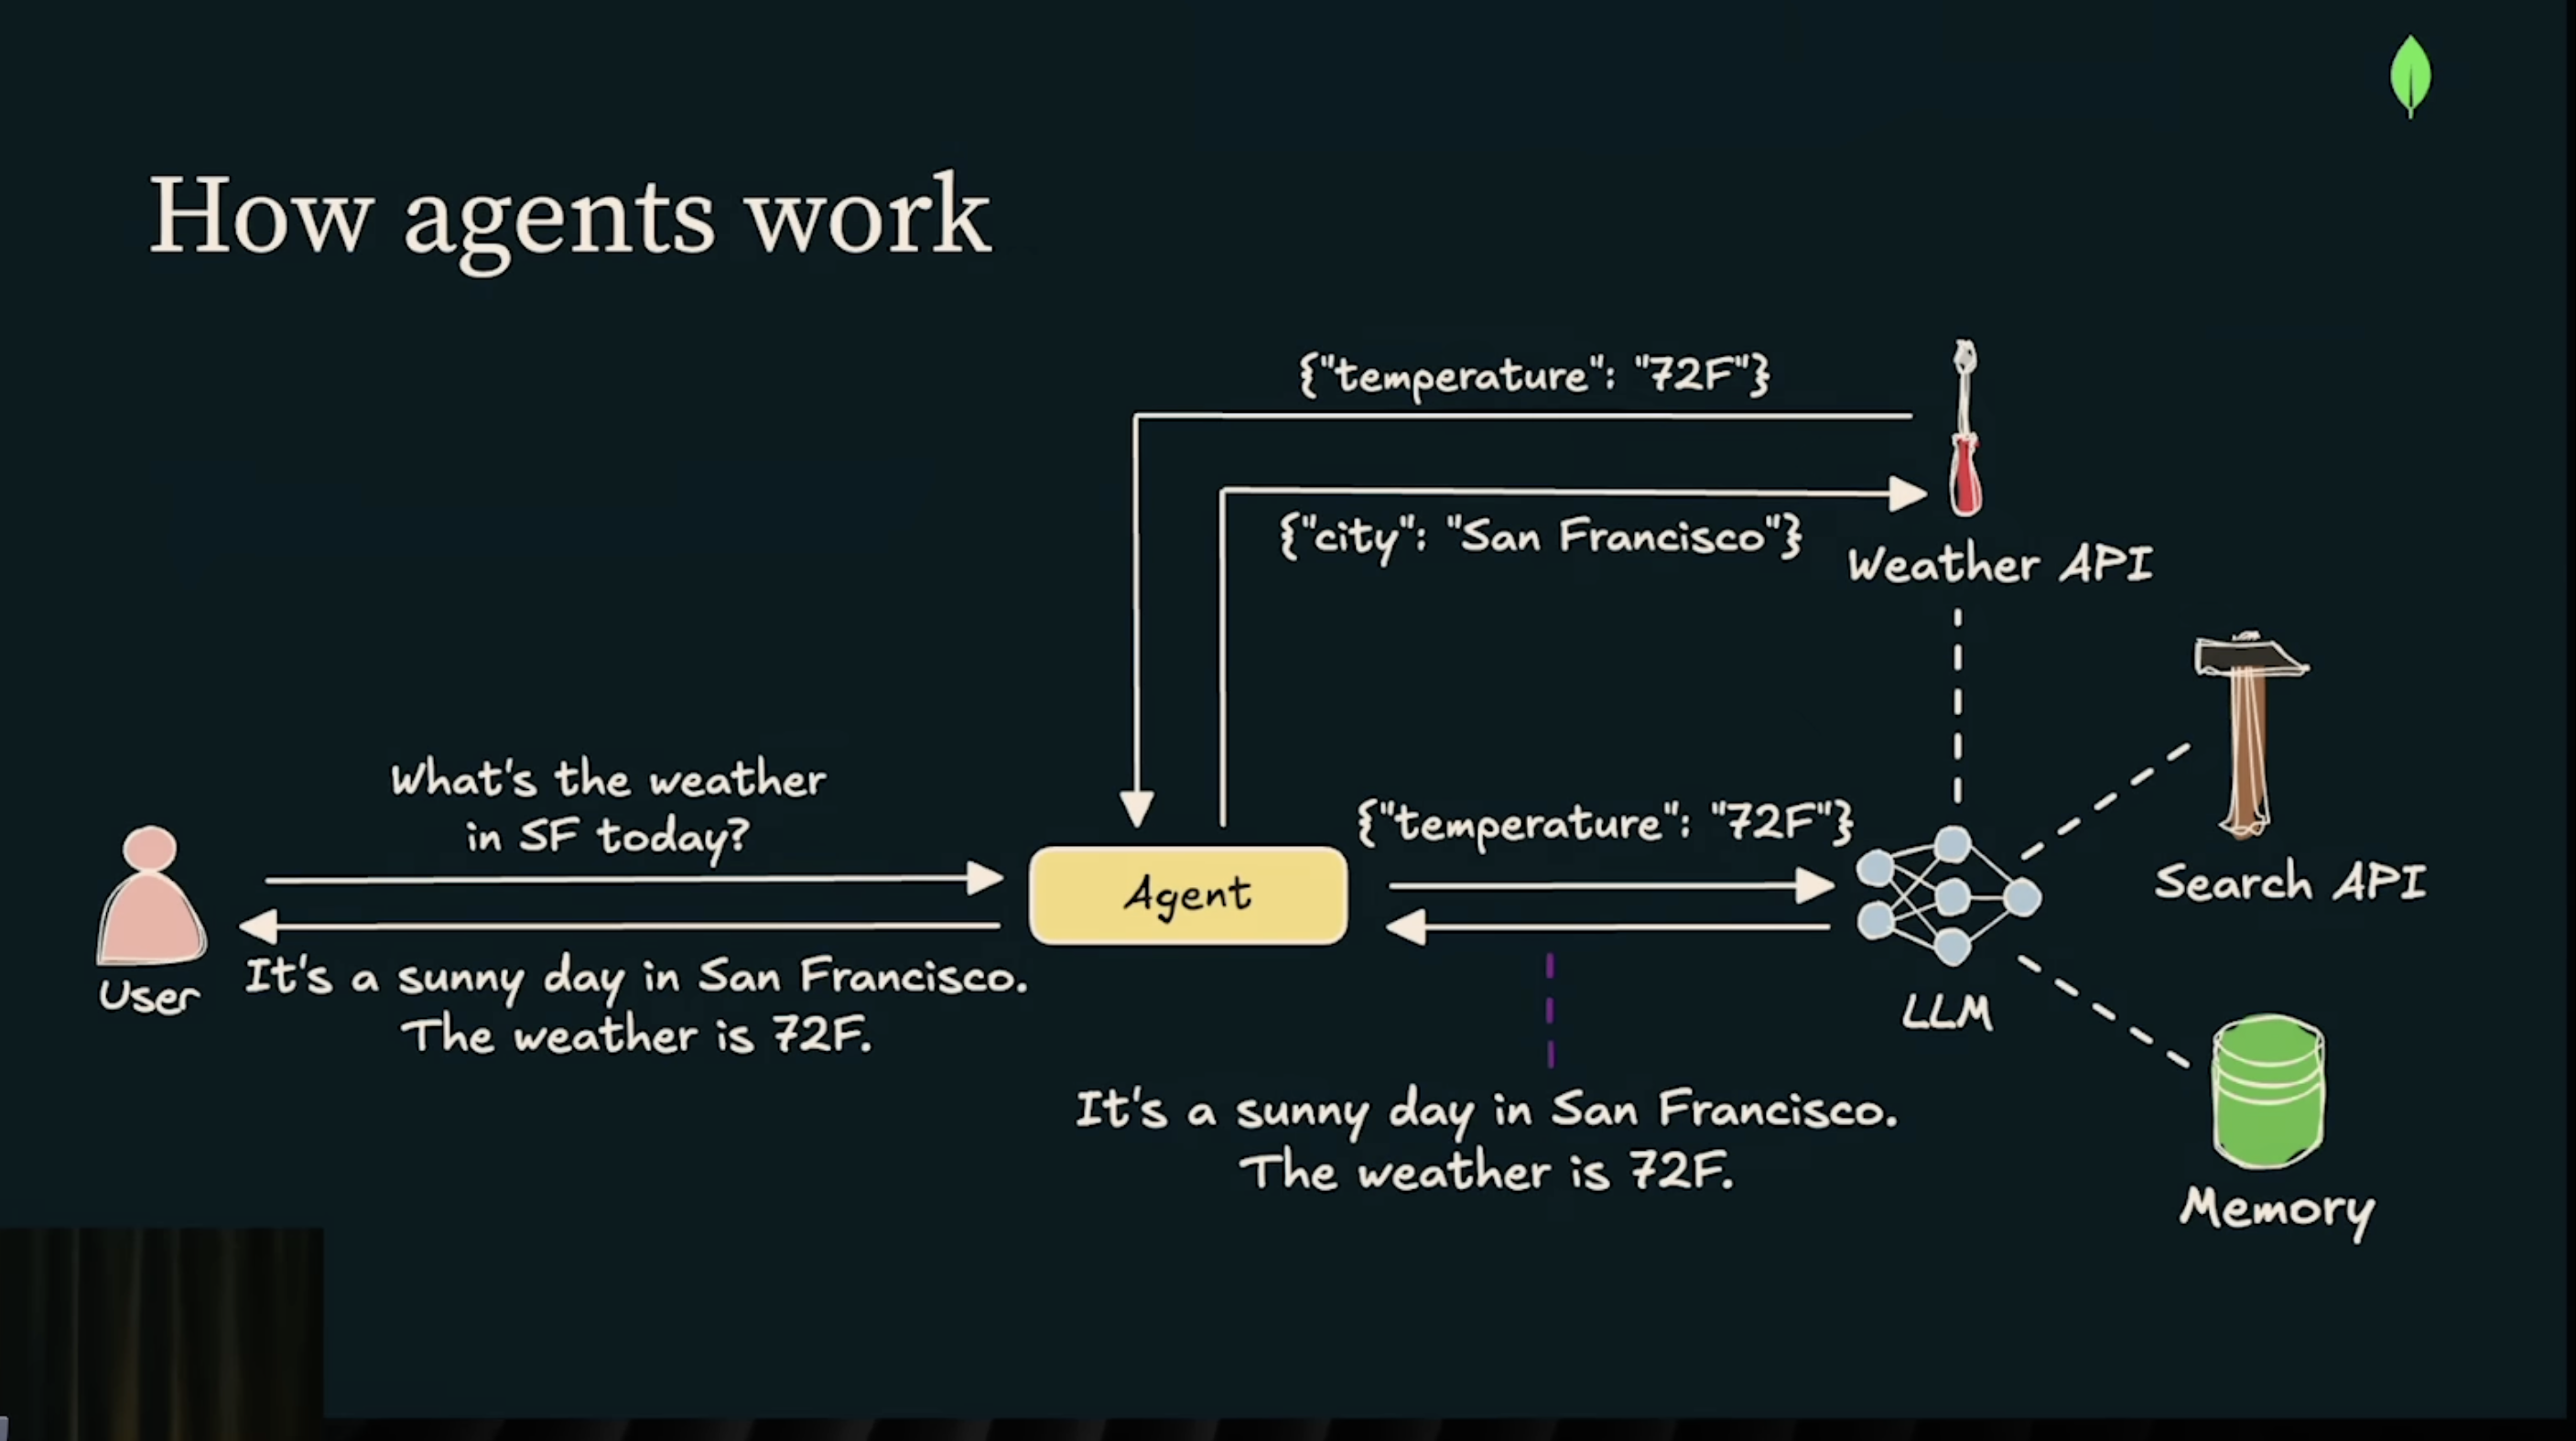 How agents work
{"temperature": "72F"}
{"city": "San Francisco"}
Weather API
What's the weather
in SF today?
{"temperature": "72F"}
Agent
Search API
User
It's a sunny day in San Francisco.
The weather is 72F.
LLM
It's a sunny day in San Francisco.
The weather is 72F.
Memory